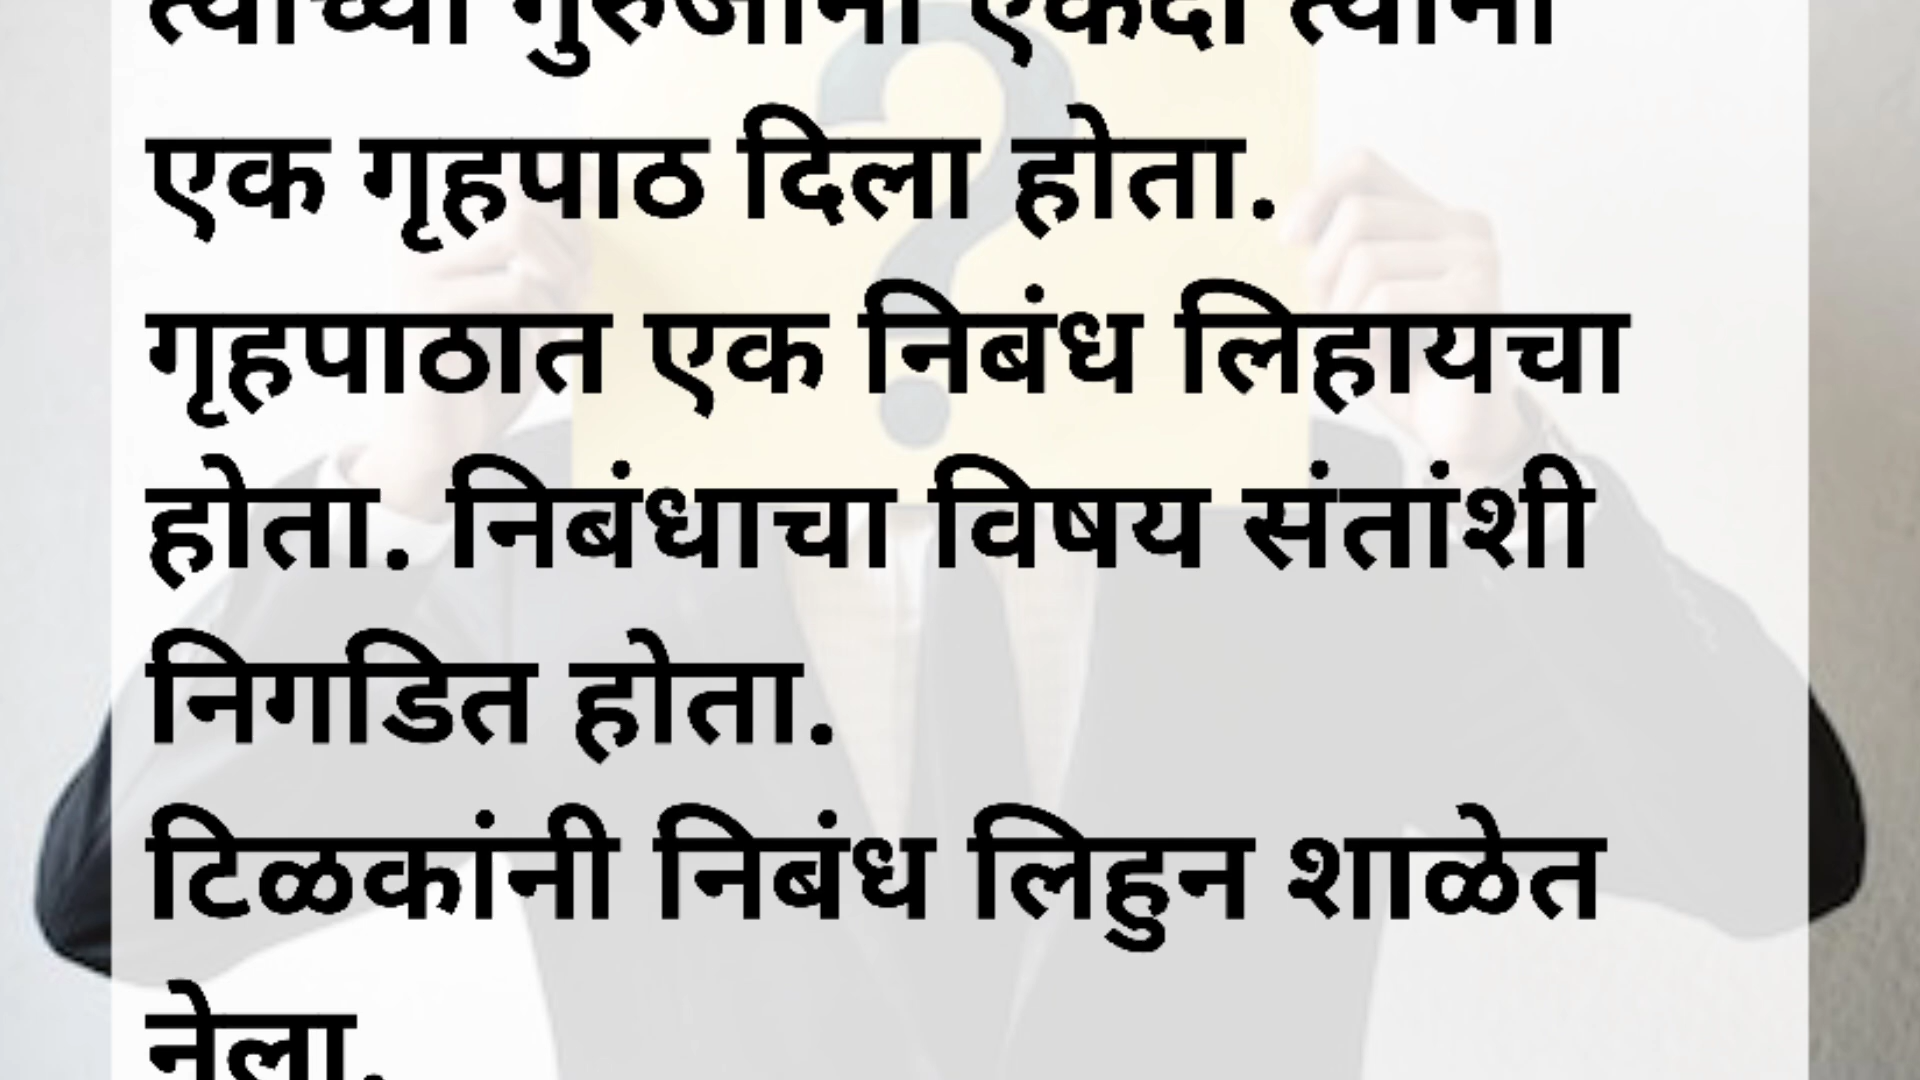 त्यांच्या गुरुजींनी एकदा त्यांना
एक गृहपाठ दिला होता.
गृहपाठात एक निबंध लिहायचा
होता. निबंधाचा विषय संतांशी
निगडित होता.
टिळकांनी निबंध लिहुन शाळेत
नेला.